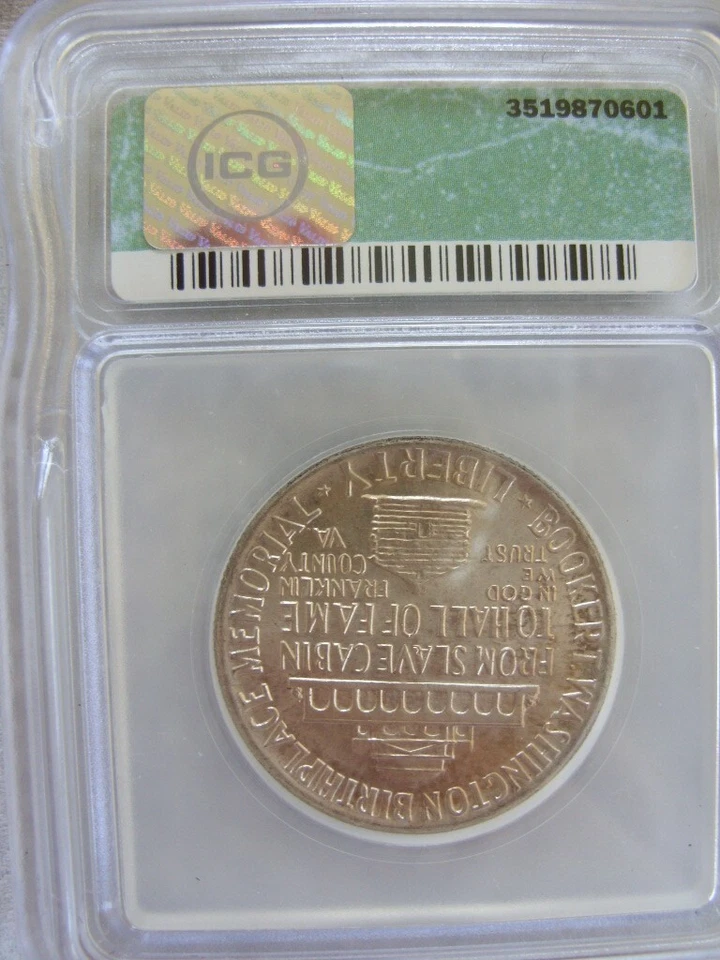 3519870601
ICG
BOOKER T. WASHINGTON BIRTHPLACE MEMORIAL
FROM SLAVE CABIN
TO HALL OF FAME
IN GOD
WE
TRUST
FRANKLIN
COUNTY
VA
LIBERTY